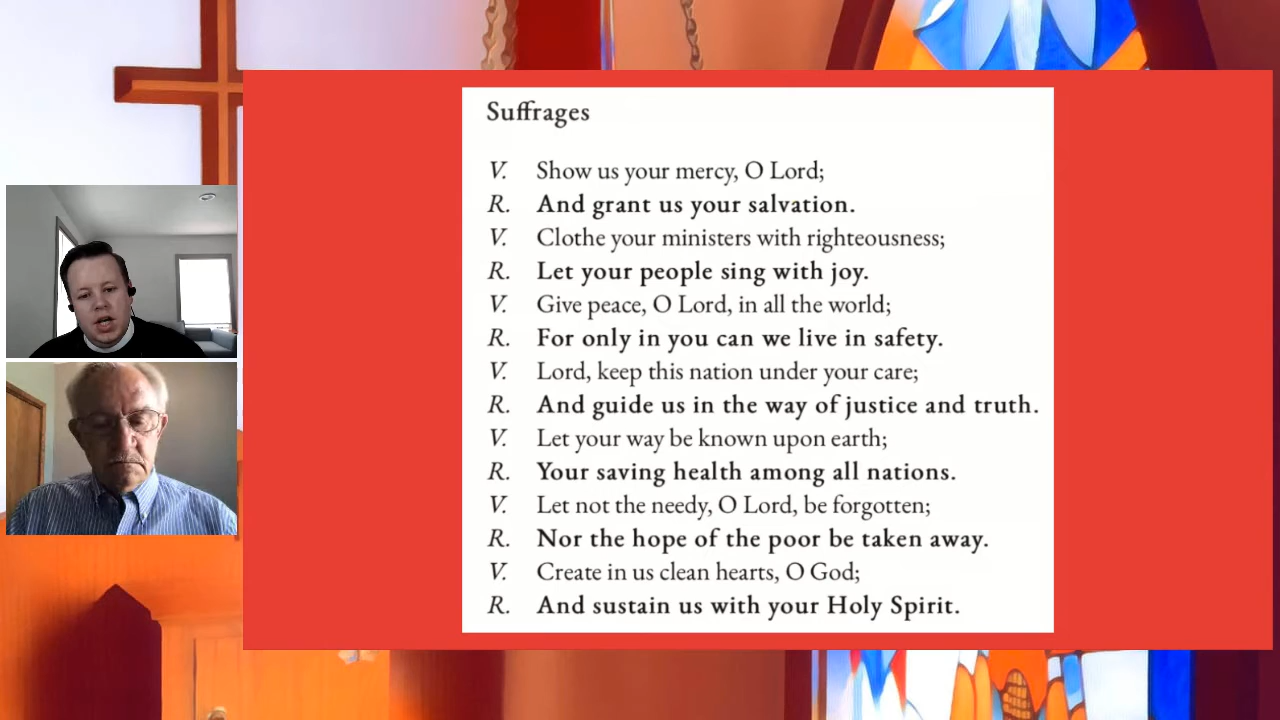 Suffrages
V. Show us your mercy, O Lord;
R. And grant us your salvation.
V. Clothe your ministers with righteousness;
R. Let your people sing with joy.
V. Give peace, O Lord, in all the world;
R. For only in you can we live in safety.
V. Lord, keep this nation under your care;
R. And guide us in the way of justice and truth.
V. Let your way be known upon earth;
R. Your saving health among all nations.
V. Let not the needy, O Lord, be forgotten;
R. Nor the hope of the poor be taken away.
V. Create in us clean hearts, O God;
R. And sustain us with your Holy Spirit.